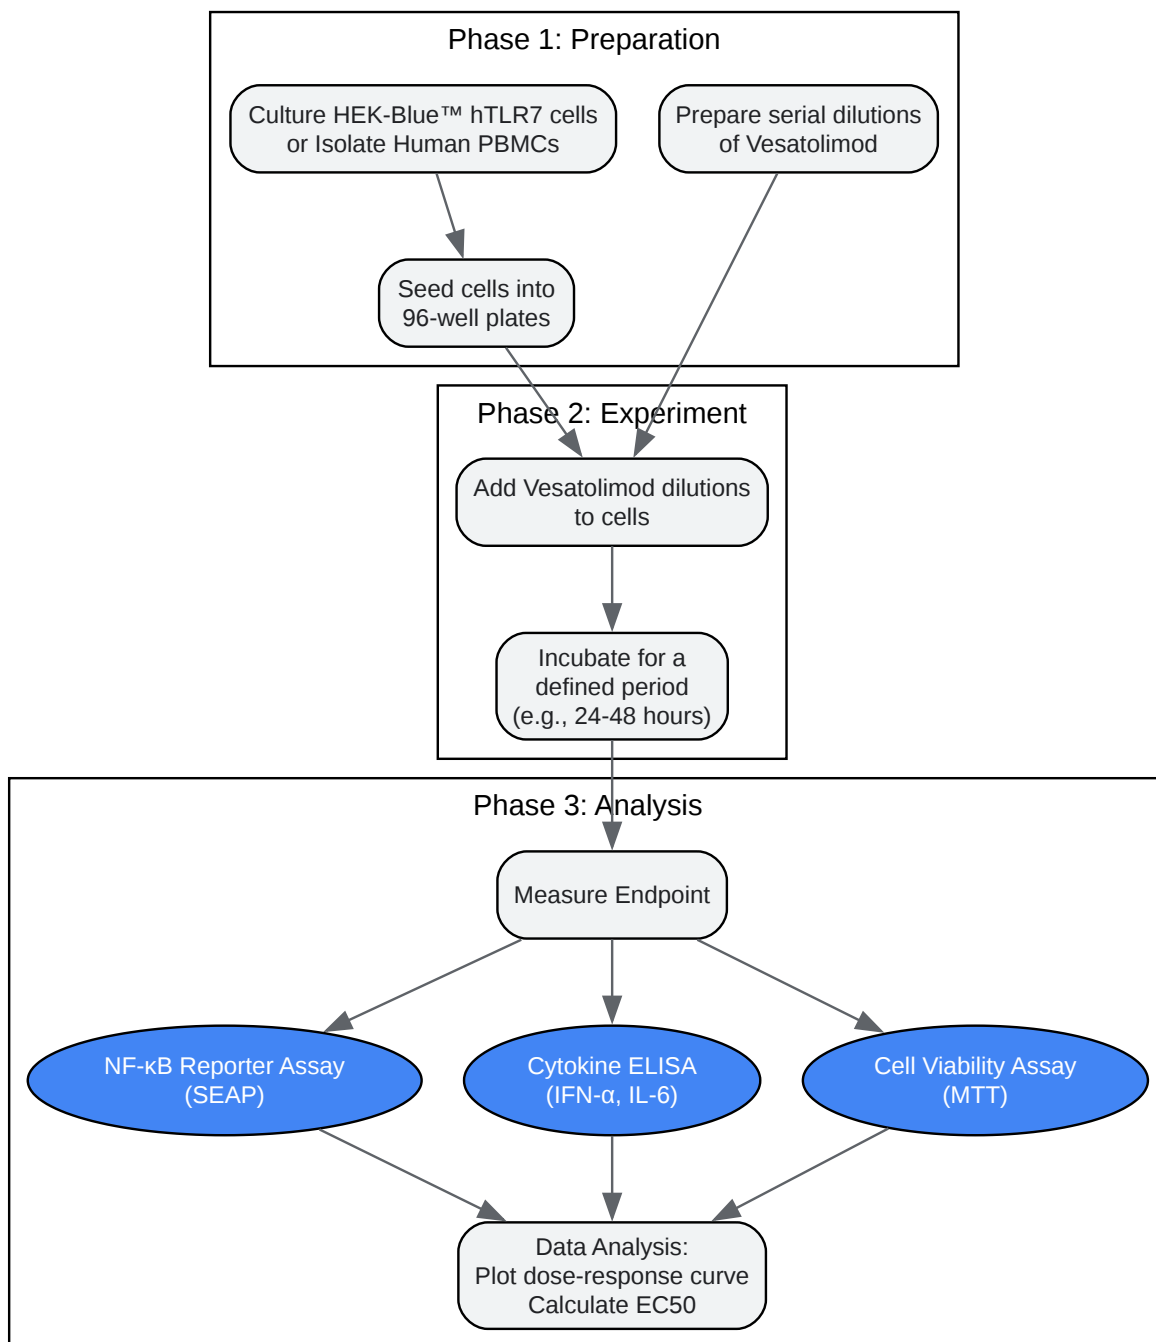 Phase 1: Preparation
Culture HEK-Blue™ hTLR7 cells
or Isolate Human PBMCs
Prepare serial dilutions
of Vesatolimod
Seed cells into
96-well plates
Phase 2: Experiment
Add Vesatolimod dilutions
to cells
Incubate for a
defined period
(e.g., 24-48 hours)
Phase 3: Analysis
Measure Endpoint
NF-κB Reporter Assay
(SEAP)
Cytokine ELISA
(IFN-α, IL-6)
Cell Viability Assay
(MTT)
Data Analysis:
Plot dose-response curve
Calculate EC50